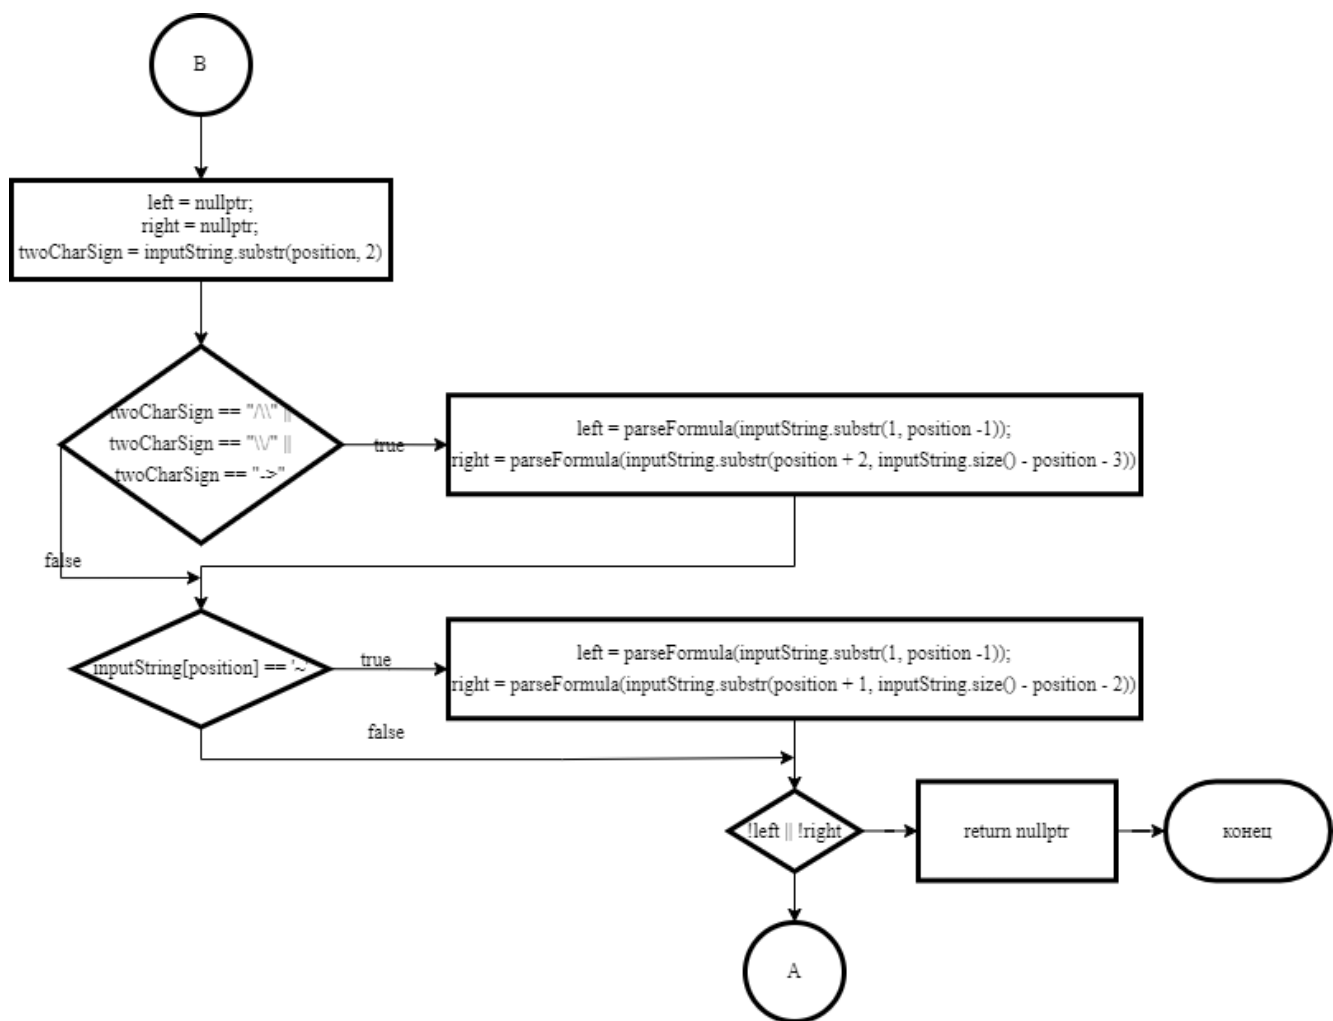 B
left = nullptr;
right = nullptr;
twoCharSign = inputString.substr(position, 2)
twoCharSign == "/\\" ||
twoCharSign == "\\/" ||
twoCharSign == "->"
true
left = parseFormula(inputString.substr(1, position -1));
right = parseFormula(inputString.substr(position + 2, inputString.size() - position - 3))
false
inputString[position] == '~'
true
left = parseFormula(inputString.substr(1, position -1));
right = parseFormula(inputString.substr(position + 1, inputString.size() - position - 2))
false
!left || !right
return nullptr
конец
A